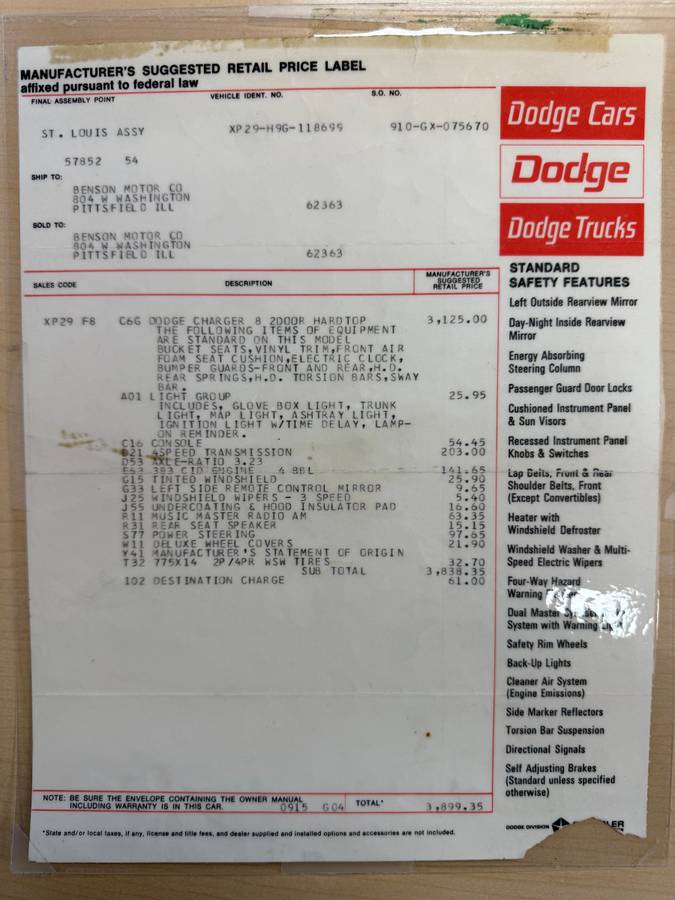 MANUFACTURER'S SUGGESTED RETAIL PRICE LABEL
affixed pursuant to federal law
FINAL ASSEMBLY POINT VEHICLE IDENT. NO. S.O. NO.
ST. LOUIS ASSY XP29-H9G-118699 910-GX-075670
57852 54
SHIP TO:
BENSON MOTOR CO
804 W WASHINGTON
PITTSFIELD ILL 62363
SOLD TO:
BENSON MOTOR CO
804 W WASHINGTON
PITTSFIELD ILL 62363
SALES CODE DESCRIPTION MANUFACTURER'S SUGGESTED RETAIL PRICE
XP29 F8 C6G DODGE CHARGER 8 2DOOR HARDTOP 3,125.00
THE FOLLOWING ITEMS OF EQUIPMENT
ARE STANDARD ON THIS MODEL
BUCKET SEATS,VINYL TRIM,FRONT AIR
FOAM SEAT CUSHION,ELECTRIC CLOCK,
BUMPER GUARDS-FRONT AND REAR,H.D.
REAR SPRINGS,H.D. TORSION BARS,SWAY
BAR.
A01 LIGHT GROUP 25.95
INCLUDES, GLOVE BOX LIGHT, TRUNK
LIGHT, MAP LIGHT, ASHTRAY LIGHT,
IGNITION LIGHT W/TIME DELAY, LAMP-
ON REMINDER.
C16 CONSOLE 54.45
D21 4SPEED TRANSMISSION 203.00
D53 AXLE-RATIO 3.23
E63 383 CID ENGINE 4 BBL 141.65
G15 TINTED WINDSHIELD 25.90
G33 LEFT SIDE REMOTE CONTROL MIRROR 9.65
J25 WINDSHIELD WIPERS - 3 SPEED 5.40
J55 UNDERCOATING & HOOD INSULATOR PAD 16.60
R11 MUSIC MASTER RADIO AM 63.35
R31 REAR SEAT SPEAKER 15.15
S77 POWER STEERING 97.65
W11 DELUXE WHEEL COVERS 21.90
Y41 MANUFACTURER'S STATEMENT OF ORIGIN
T32 775X14 2P/4PR WSW TIRES 32.70
SUB TOTAL 3,838.35
102 DESTINATION CHARGE 61.00
NOTE: BE SURE THE ENVELOPE CONTAINING THE OWNER MANUAL
INCLUDING WARRANTY IS IN THIS CAR. 0915 G04 TOTAL* 3,899.35
*State and/or local taxes, if any, license and title fees, and dealer supplied and installed options and accessories are not included.
Dodge Cars
Dodge
Dodge Trucks
STANDARD
SAFETY FEATURES
Left Outside Rearview Mirror
Day-Night Inside Rearview
Mirror
Energy Absorbing
Steering Column
Passenger Guard Door Locks
Cushioned Instrument Panel
& Sun Visors
Recessed Instrument Panel
Knobs & Switches
Lap Belts, Front & Rear
Shoulder Belts, Front
(Except Convertibles)
Heater with
Windshield Defroster
Windshield Washer & Multi-
Speed Electric Wipers
Four-Way Hazard
Warning
Dual Master
System with Warning
Safety Rim Wheels
Back-Up Lights
Cleaner Air System
(Engine Emissions)
Side Marker Reflectors
Torsion Bar Suspension
Directional Signals
Self Adjusting Brakes
(Standard unless specified
otherwise)
DODGE DIVISION